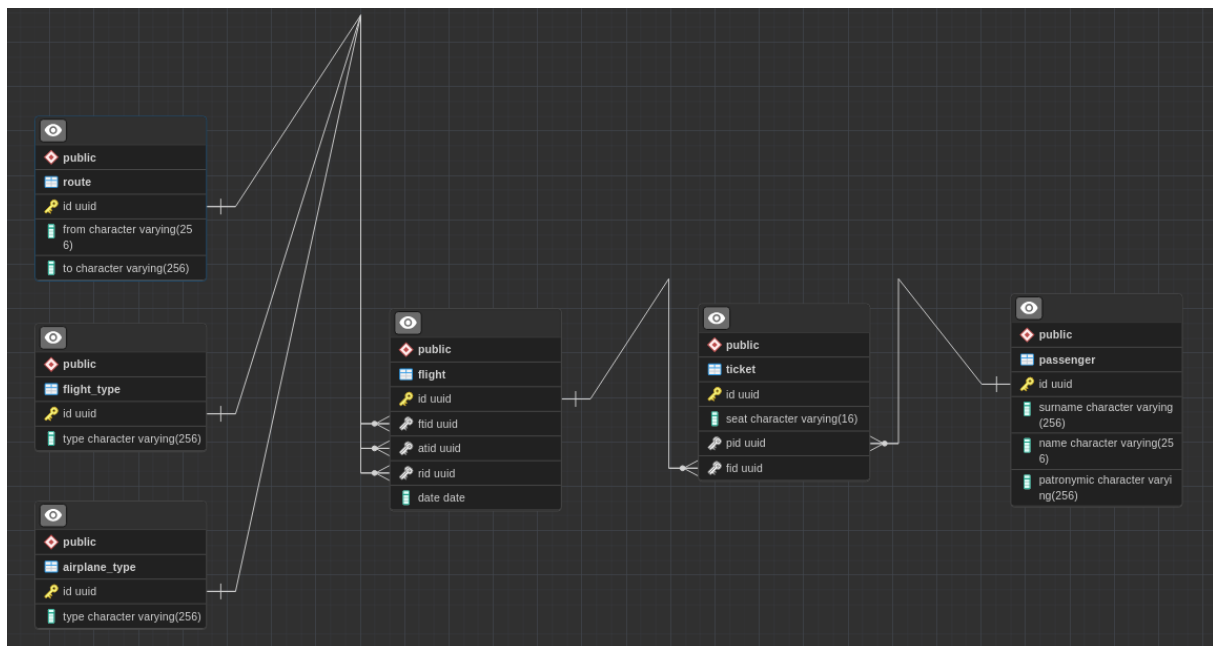 public
route
id uuid
from character varying(25
6)
to character varying(256)
public
flight_type
id uuid
type character varying(256)
public
airplane_type
id uuid
type character varying(256)
public
flight
id uuid
ftid uuid
atid uuid
rid uuid
date date
public
ticket
id uuid
seat character varying(16)
pid uuid
fid uuid
public
passenger
id uuid
surname character varying
(256)
name character varying(25
6)
patronymic character varyi
ng(256)